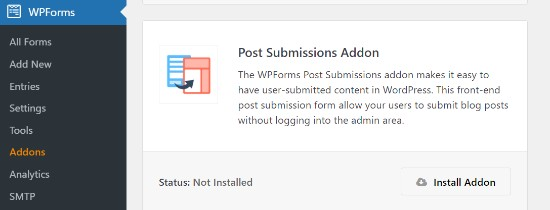 WPForms
All Forms
Add New
Entries
Settings
Tools
Addons
Analytics
SMTP
Post Submissions Addon
The WPForms Post Submissions addon makes it easy to
have user-submitted content in WordPress. This front-end
post submission form allow your users to submit blog posts
without logging into the admin area.
Status: Not Installed
Install Addon